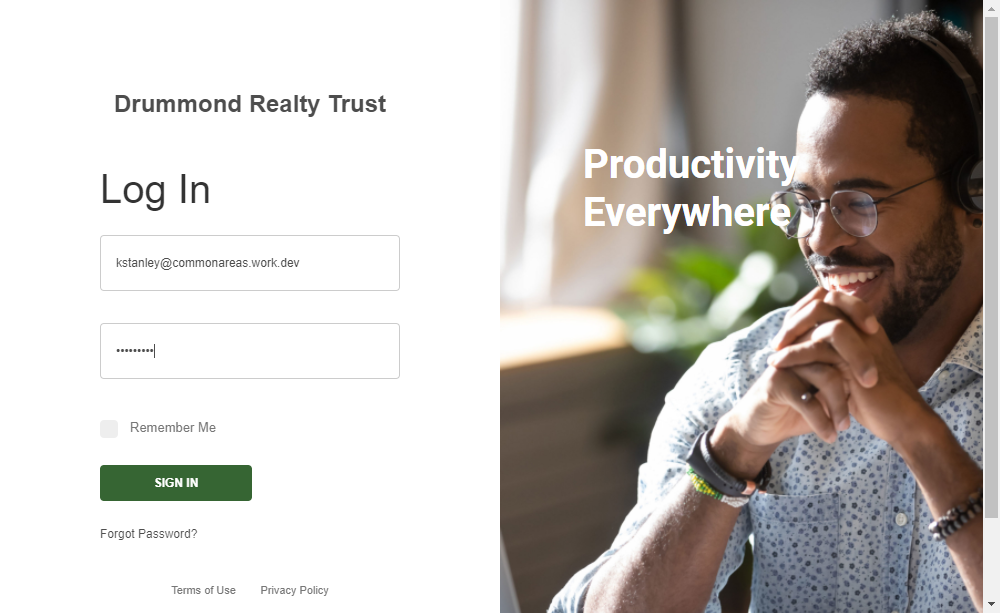 Drummond Realty Trust
Log In
kstanley@commonareas.work.dev
•••••••••
Remember Me
SIGN IN
Forgot Password?
Terms of Use
Privacy Policy
Productivity
Everywhere